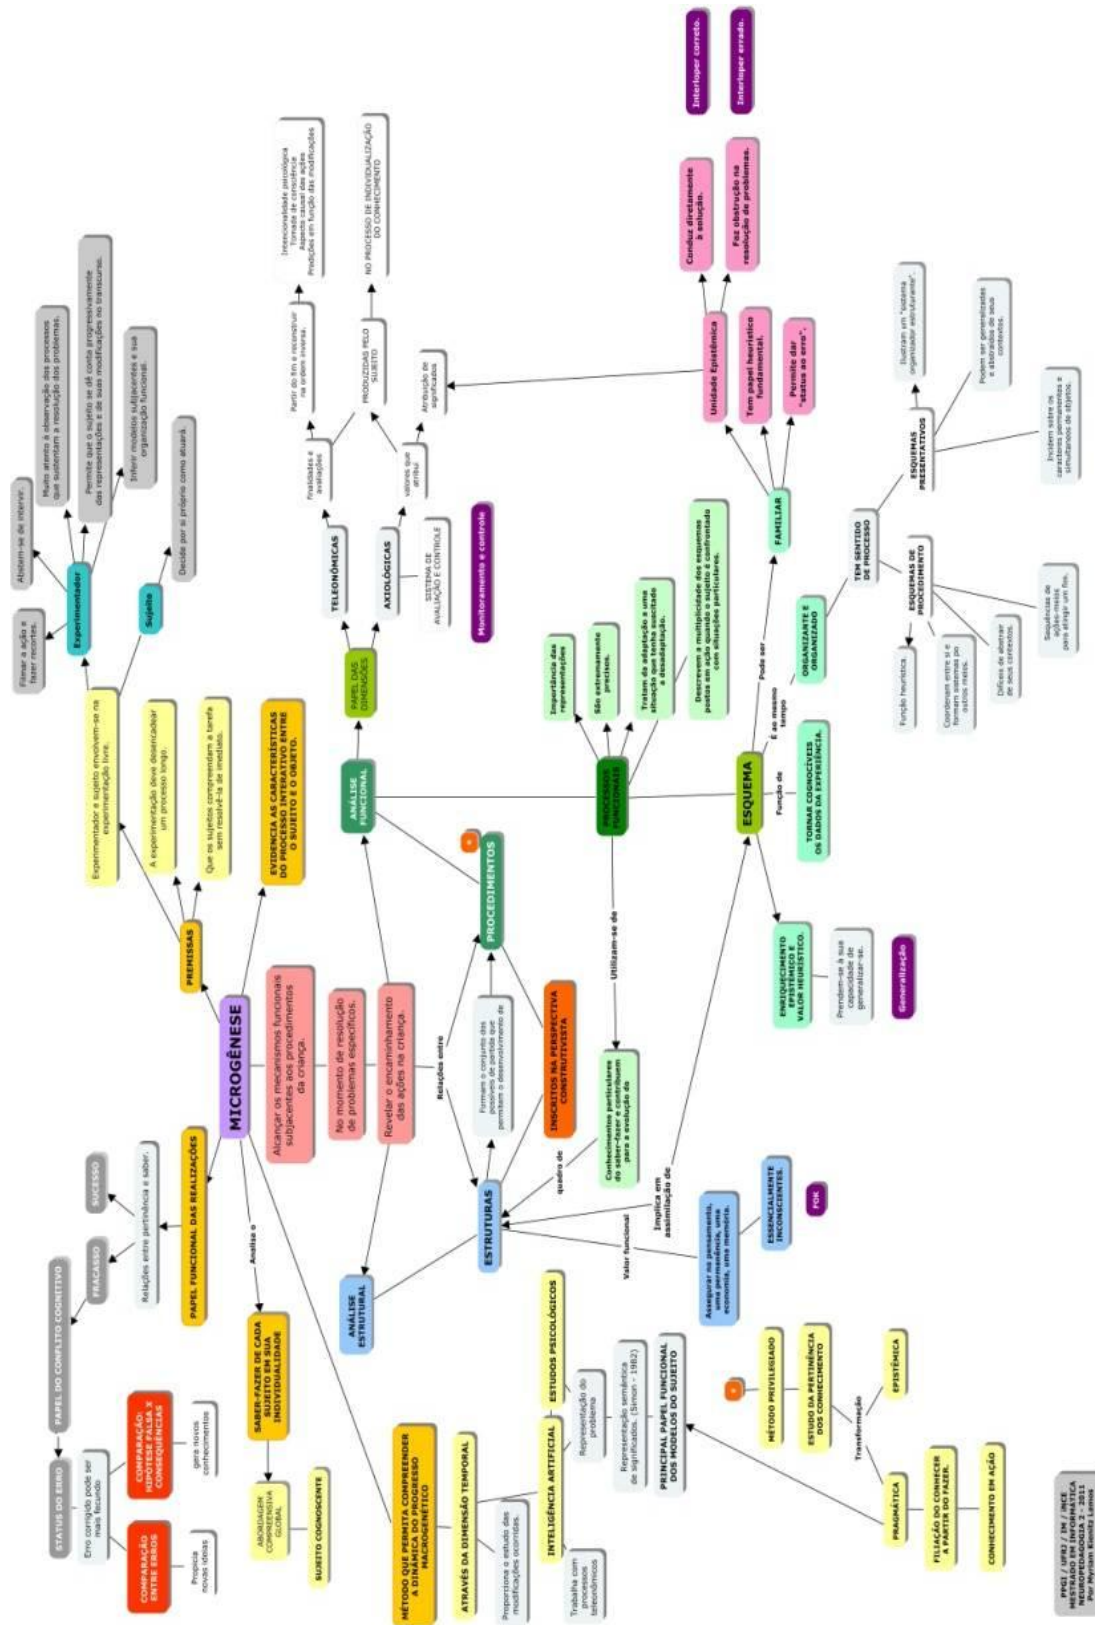 STATUS DO ERRO
PAPEL DO CONFLITO COGNITIVO
Erro corrigido pode ser
mais fecundo
FRACASSO
SUCESSO
COMPARAÇÃO
ENTRE ERROS
COMPARAÇÃO:
HIPÓTESE FALSA X
CONSEQUÊNCIAS
Propicia
novas ideias
gera novos
conhecimentos
Relações entre pertinência e saber.
PAPEL FUNCIONAL DAS REALIZAÇÕES
ABORDAGEM
COMPREENSIVA
GLOBAL
SUJEITO COGNOSCENTE
SABER-FAZER DE CADA
SUJEITO EM SUA
INDIVIDUALIDADE
Analisa o
MICROGÊNESE
PREMISSAS
Experimentador e sujeito envolvem-se na
experimentação livre.
A experimentação deve desencadear
um processo longo.
Que os sujeitos compreendam a tarefa
sem resolvê-la de imediato.
Filmar a ação e
fazer recortes.
Abstem-se de intervir.
Experimentador
Muito atento à observação dos processos
que sustentam a resolução dos problemas.
Permite que o sujeito se dê conta progressivamente
das representações e de suas modificações no transcurso.
Inferir modelos subjacentes e sua
organização funcional.
Sujeito
Decide por si próprio como atuará.
EVIDENCIA AS CARACTERÍSTICAS
DO PROCESSO INTERATIVO ENTRE
O SUJEITO E O OBJETO.
Alcançar os mecanismos funcionais
subjacentes aos procedimentos
da criança.
No momento de resolução
de problemas específicos.
Revelar o encaminhamento
das ações na criança.
MÉTODO QUE PERMITA COMPREENDER
A DINÂMICA DO PROGRESSO
MACROGENÉTICO
ATRAVÉS DA DIMENSÃO TEMPORAL
Proporciona o estudo das
modificações ocorridas.
INTELIGÊNCIA ARTIFICIAL
ESTUDOS PSICOLÓGICOS
Trabalha com
processos
teleonômicos
Representação do
problema
Representação semântica
de significados. (Simon - 1982)
PRINCIPAL PAPEL FUNCIONAL
DOS MODELOS DO SUJEITO
ANÁLISE
ESTRUTURAL
ANÁLISE
FUNCIONAL
PAPEL DAS
DIMENSÕES
TELEONÔMICAS
AXIOLÓGICAS
finalidades e
avaliações
valores que
atribui
SISTEMA DE
AVALIAÇÃO E CONTROLE
Monitoramento e controle
Partir do fim e reconstruir
na ordem inversa.
PRODUZIDAS PELO
SUJEITO
Atribuição de
significados
Intencionalidade psicológica
Tomada de consciência
Aspecto causal das ações
Predições em função das modificações
NO PROCESSO DE INDIVIDUALIZAÇÃO
DO CONHECIMENTO
Relações entre
ESTRUTURAS
Formam o conjunto das
possíveis de partida que
permitam o desenvolvimento de
PROCEDIMENTOS
INSCRITOS NA PERSPECTIVA
CONSTRUTIVISTA
quadro de
Conhecimentos particulares
do saber-fazer e contribuem
para a evolução do
Utilizam-se de
PROCESSOS
FUNCIONAIS
Importância das
representações
São extremamente
precisos.
Tratam da adaptação a uma
situação que tenha suscitado
a desadaptação.
Descrevem a multiplicidade dos esquemas
postos em ação quando o sujeito é confrontado
com situações particulares.
Valor funcional
Implica em
assimilação de
Assegurar no pensamento,
uma permanência, uma
economia, uma memória.
ESSENCIALMENTE
INCONSCIENTES.
FOK
ESQUEMA
Função de
É ao mesmo
tempo
Pode ser
ENRIQUECIMENTO
EPISTÊMICO E
VALOR HEURÍSTICO.
Prendem-se à sua
capacidade de
generalizar-se.
Generalização
TORNAR COGNOCÍVEIS
OS DADOS DA EXPERIÊNCIA.
ORGANIZANTE E
ORGANIZADO
TEM SENTIDO
DE PROCESSO
FAMILIAR
Unidade Epistêmica
Tem papel heurístico
fundamental.
Permite dar
"status ao erro".
Conduz diretamente
à solução.
Faz obstrução na
resolução de problemas.
Interloper correto.
Interloper errado.
ESQUEMAS DE
PROCEDIMENTO
ESQUEMAS
PRESENTATIVOS
Função heurística.
Coordenam entre si e
formam sistemas po
outros meios.
Difíceis de abstrair
de seus contextos.
Sequências de
ações-meios
para atingir um fim.
Ilustram um "sistema
organizador estruturante".
Podem ser generalizadas
e abstraídos de seus
contextos.
Incidem sobre os
caracteres permanentes e
simultaneos de objetos.
MÉTODO PRIVILEGIADO
ESTUDO DA PERTINÊNCIA
DOS CONHECIMENTO
Transformação
PRAGMÁTICA
EPISTÊMICA
FILIAÇÃO DO CONHECER
A PARTIR DO FAZER.
CONHECIMENTO EM AÇÃO
PPGI / UFRJ / IM / iNCE
MESTRADO EM INFORMÁTICA
NEUROPEDAGOGIA 2 - 2011
Por Myriam Kienitz Lemos